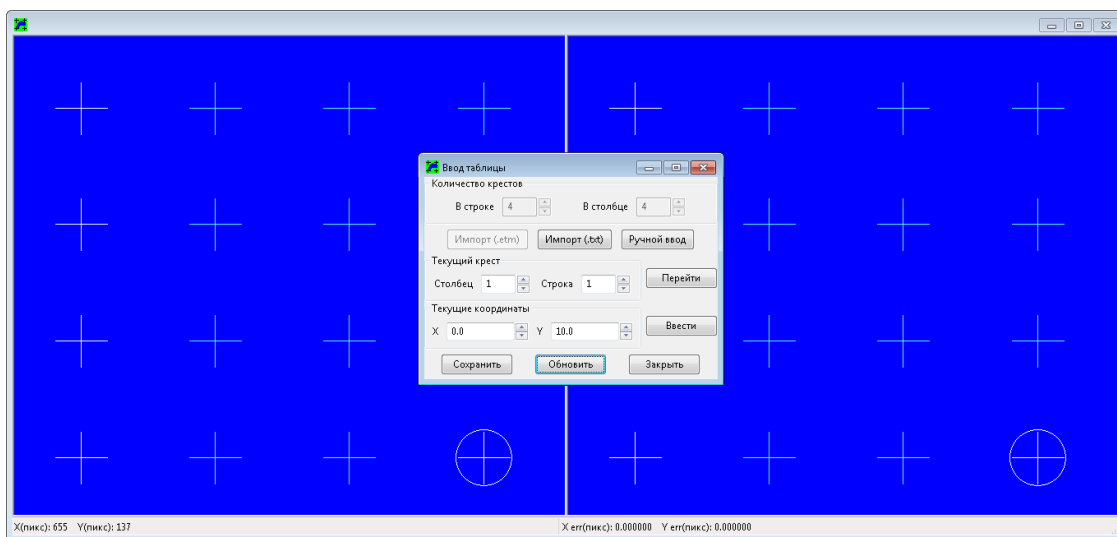 Ввод таблицы
Количество крестов
В строке 4 В столбце 4
Импорт (.etm) Импорт (.txt) Ручной ввод
Текущий крест
Столбец 1 Строка 1 Перейти
Текущие координаты
X 0.0 Y 10.0 Ввести
Сохранить Обновить Закрыть
X(пикс): 655 Y(пикс): 137 X err(пикс): 0.000000 Y err(пикс): 0.000000